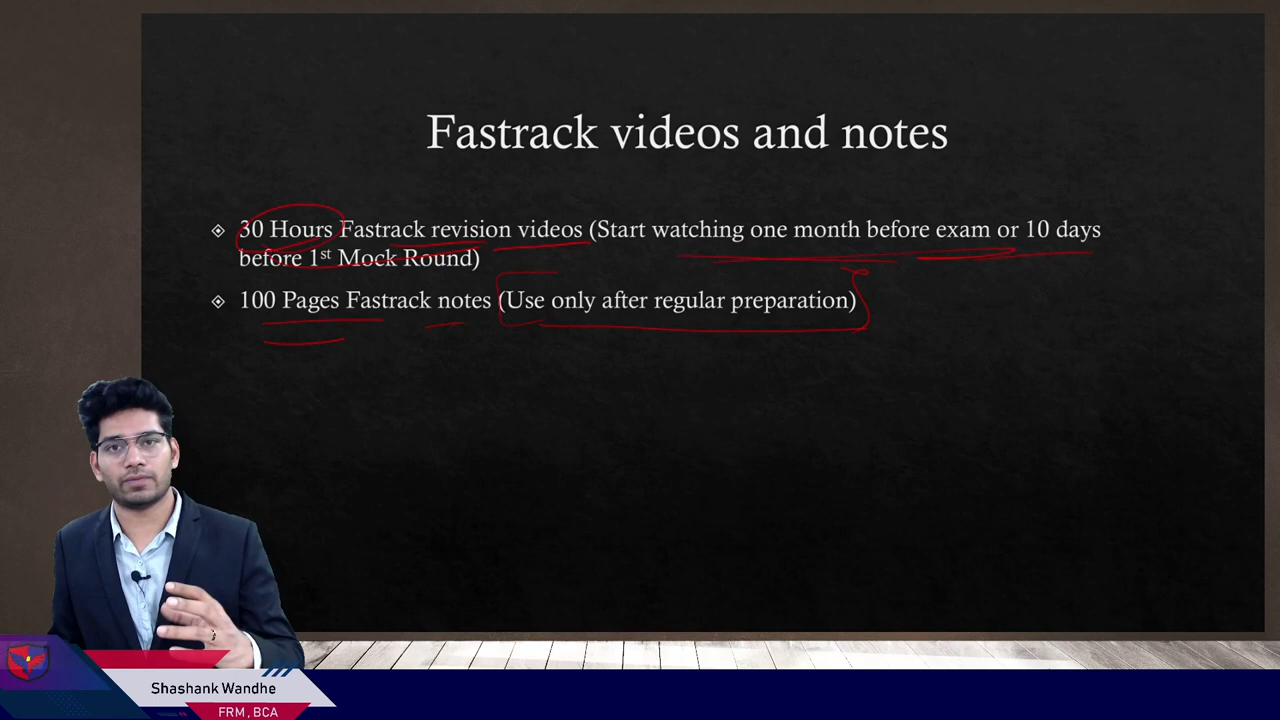 Fastrack videos and notes
30 Hours Fastrack revision videos (Start watching one month before exam or 10 days
before 1st Mock Round)
100 Pages Fastrack notes (Use only after regular preparation)
Shashank Wandhe
FRM, BCA